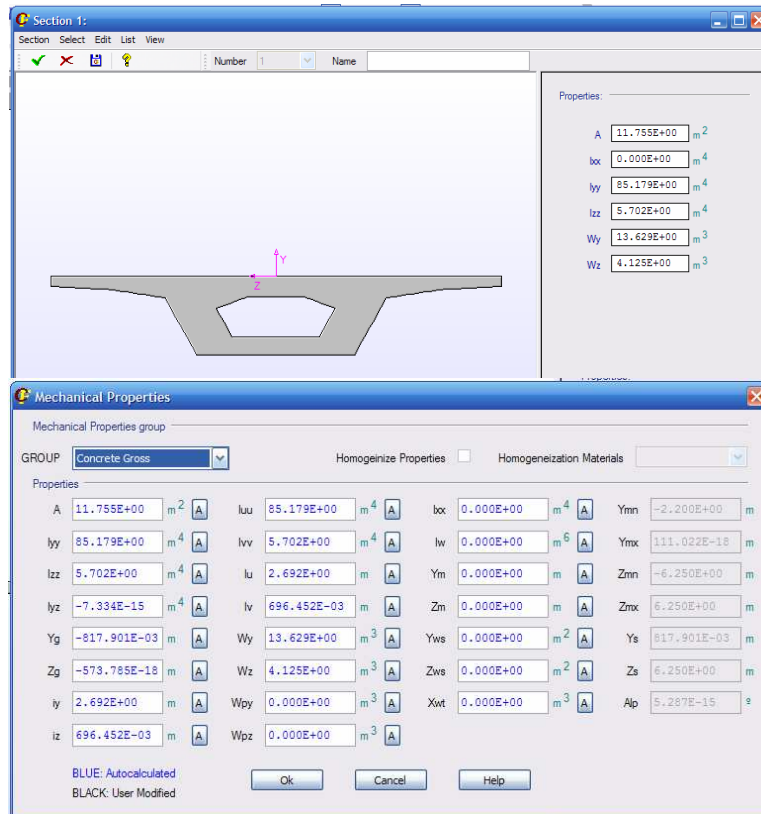 Section 1:
Section Select Edit List View
Number 1 Name
Properties:
A 11.755E+00 m2
Ixx 0.000E+00 m4
Iyy 85.179E+00 m4
Izz 5.702E+00 m4
Wy 13.629E+00 m3
Wz 4.125E+00 m3
Y
Z
Mechanical Properties
Mechanical Properties group
GROUP Concrete Gross Homogeinize Properties Homogeneization Materials
Properties
A 11.755E+00 m2 A Iuu 85.179E+00 m4 A Ixx 0.000E+00 m4 A Ymn -2.200E+00 m
Iyy 85.179E+00 m4 A Ivv 5.702E+00 m4 A Iw 0.000E+00 m6 A Ymx 111.022E-18 m
Izz 5.702E+00 m4 A Iu 2.692E+00 m A Ym 0.000E+00 m A Zmn -6.250E+00 m
Iyz -7.334E-15 m4 A Iv 696.452E-03 m A Zm 0.000E+00 m A Zmx 6.250E+00 m
Yg -817.901E-03 m A Wy 13.629E+00 m3 A Yws 0.000E+00 m2 A Ys 817.901E-03 m
Zg -573.785E-18 m A Wz 4.125E+00 m3 A Zws 0.000E+00 m2 A Zs 6.250E+00 m
iy 2.692E+00 m A Wpy 0.000E+00 m3 A Xwt 0.000E+00 m3 A Alp 5.287E-15 º
iz 696.452E-03 m A Wpz 0.000E+00 m3 A
BLUE: Autocalculated
BLACK: User Modified
Ok Cancel Help